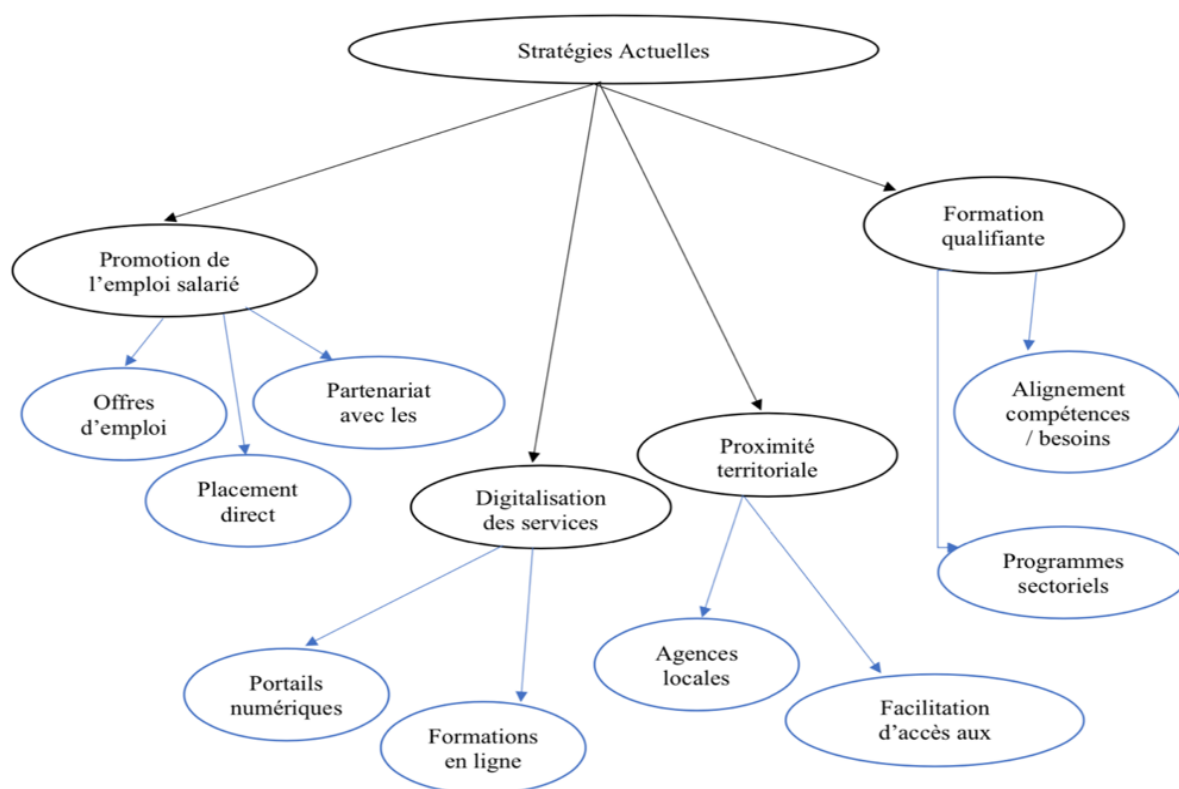 Stratégies Actuelles
Promotion de
l’emploi salarié
Formation
qualifiante
Offres
d’emploi
Partenariat
avec les
Placement
direct
Alignement
compétences
/ besoins
Proximité
territoriale
Digitalisation
des services
Programmes
sectoriels
Agences
locales
Portails
numériques
Formations
en ligne
Facilitation
d’accès aux